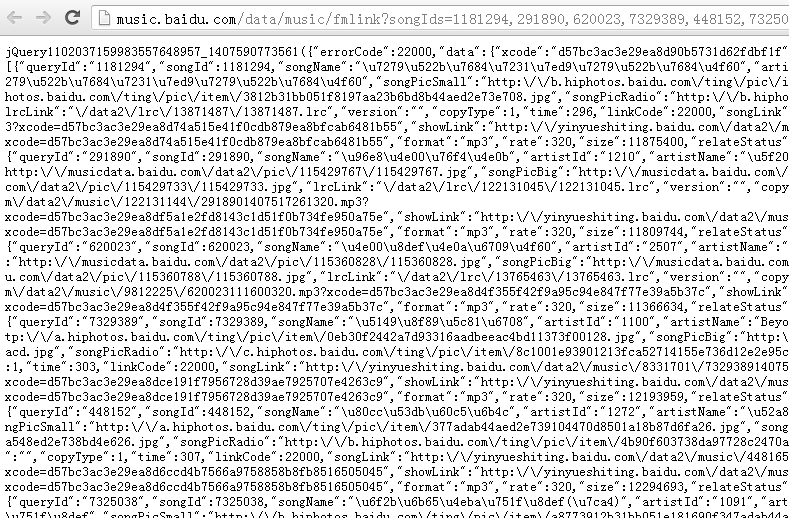 music.baidu.com/data/music/fmlink?songIds=1181294,291890,620023,7329389,448152,73250
jQuery1102037159983557648957_1407590773561({"errorCode":22000,"data":{"xcode":"d57bc3ac3e29ea8d90b5731d62fdbf1f"
[{"queryId":"1181294","songId":1181294,"songName":"\u7279\u522b\u7684\u7231\u7ed9\u7279\u522b\u7684\u4f60","arti
279\u522b\u7684\u7231\u7ed9\u7279\u522b\u7684\u4f60","songPicSmall":"http:\/\/b.hiphotos.baidu.com\/ting\/pic\/i
hotos.baidu.com\/ting\/pic\/item\/3812b31bb051f8197aa23b6bd8b44aed2e73e708.jpg","songPicRadio":"http:\/\/b.hipho
lrcLink":"\/data2\/lrc\/13871487\/13871487.lrc","version":"","copyType":1,"time":296,"linkCode":22000,"songLink"
3?xcode=d57bc3ac3e29ea8d74a515e41f0cdb879ea8bfcab6481b55","showLink":"http:\/\/yinyueshiting.baidu.com\/data2\/m
xcode=d57bc3ac3e29ea8d74a515e41f0cdb879ea8bfcab6481b55","format":"mp3","rate":320,"size":11875400,"relateStatus"
{"queryId":"291890","songId":291890,"songName":"\u96e8\u4e00\u76f4\u4e0b","artistId":"1210","artistName":"\u5f20
http:\/\/musicdata.baidu.com\/data2\/pic\/115429767\/115429767.jpg","songPicBig":"http:\/\/musicdata.baidu.com\/
com\/data2\/pic\/115429733\/115429733.jpg","lrcLink":"\/data2\/lrc\/122131045\/122131045.lrc","version":"","copy
m\/data2\/music\/122131144\/2918901407517261320.mp3?
xcode=d57bc3ac3e29ea8df5a1e2fd8143c1d51f0b734fe950a75e","showLink":"http:\/\/yinyueshiting.baidu.com\/data2\/mus
xcode=d57bc3ac3e29ea8df5a1e2fd8143c1d51f0b734fe950a75e","format":"mp3","rate":320,"size":11809744,"relateStatus"
{"queryId":"620023","songId":620023,"songName":"\u4e00\u8def\u4e0a\u6709\u4f60","artistId":"2507","artistName":"
:"http:\/\/musicdata.baidu.com\/data2\/pic\/115360828\/115360828.jpg","songPicBig":"http:\/\/musicdata.baidu.com
u.com\/data2\/pic\/115360788\/115360788.jpg","lrcLink":"\/data2\/lrc\/13765463\/13765463.lrc","version":"","copy
m\/data2\/music\/9812225\/620023111600320.mp3?xcode=d57bc3ac3e29ea8d4f355f42f9a95c94e847f77e39a5b37c","showLink"
xcode=d57bc3ac3e29ea8d4f355f42f9a95c94e847f77e39a5b37c","format":"mp3","rate":320,"size":11366634,"relateStatus"
{"queryId":"7329389","songId":7329389,"songName":"\u5149\u8f89\u5c81\u6708","artistId":"1100","artistName":"Beyo
tp:\/\/a.hiphotos.baidu.com\/ting\/pic\/item\/0eb30f2442a7d93316aadbeeac4bd11373f00128.jpg","songPicBig":"http:\
acd.jpg","songPicRadio":"http:\/\/c.hiphotos.baidu.com\/ting\/pic\/item\/8c1001e93901213fca52714155e736d12e2e95c
:1,"time":303,"linkCode":22000,"songLink":"http:\/\/yinyueshiting.baidu.com\/data2\/music\/8331701\/732938914075
xcode=d57bc3ac3e29ea8dce191f7956728d39ae7925707e4263c9","showLink":"http:\/\/yinyueshiting.baidu.com\/data2\/mus
xcode=d57bc3ac3e29ea8dce191f7956728d39ae7925707e4263c9","format":"mp3","rate":320,"size":12193959,"relateStatus"
{"queryId":"448152","songId":448152,"songName":"\u80cc\u53db\u60c5\u6b4c","artistId":"1272","artistName":"\u52a8
ngPicSmall":"http:\/\/a.hiphotos.baidu.com\/ting\/pic\/item\/377adab44aed2e739104470d8501a18b87d6fa26.jpg","song
a548ed2e738bd4e626.jpg","songPicRadio":"http:\/\/b.hiphotos.baidu.com\/ting\/pic\/item\/4b90f603738da97728c2470a
:"","copyType":1,"time":307,"linkCode":22000,"songLink":"http:\/\/yinyueshiting.baidu.com\/data2\/music\/448165
xcode=d57bc3ac3e29ea8d6ccd4b7566a9758858b8fb8516505045","showLink":"http:\/\/yinyueshiting.baidu.com\/data2\/mus
xcode=d57bc3ac3e29ea8d6ccd4b7566a9758858b8fb8516505045","format":"mp3","rate":320,"size":12294693,"relateStatus"
{"queryId":"7325038","songId":7325038,"songName":"\u6f2b\u6b65\u4eba\u751f\u8def(\u7ca4)","artistId":"1091","art